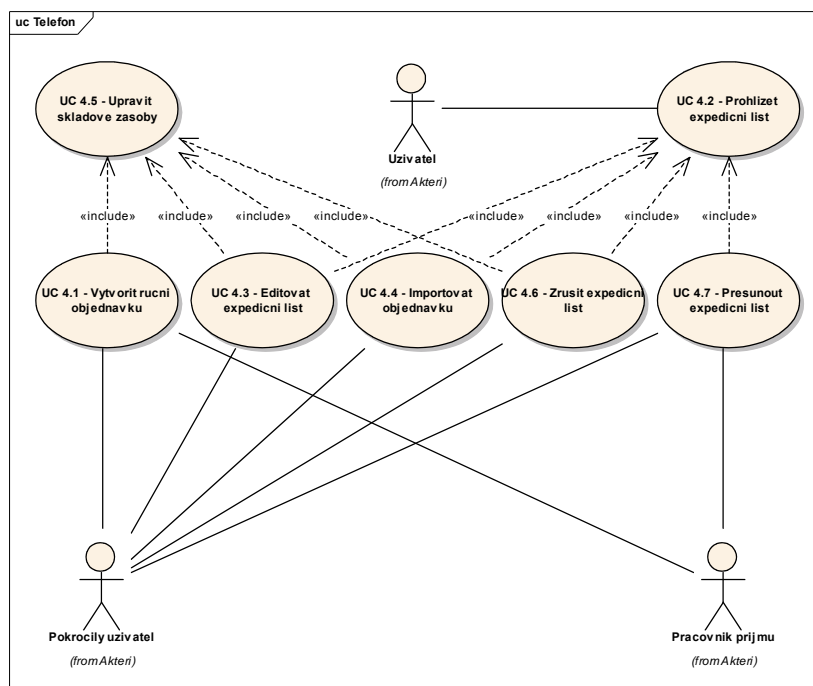 uc Telefon
UC 4.5 - Upravit
skladove zasoby
UC 4.2 - Prohlizet
expedicni list
Uzivatel
(from Akteri)
«include»
«include»
«include»
«include»
«include»
«include»
«include»
«include»
UC 4.1 - Vytvorit rucni
objednavku
UC 4.3 - Editovat
expedicni list
UC 4.4 - Importovat
objednavku
UC 4.6 - Zrusit expedicni
list
UC 4.7 - Presunout
expedicni list
Pokrocily uzivatel
(from Akteri)
Pracovnik prijmu
(from Akteri)